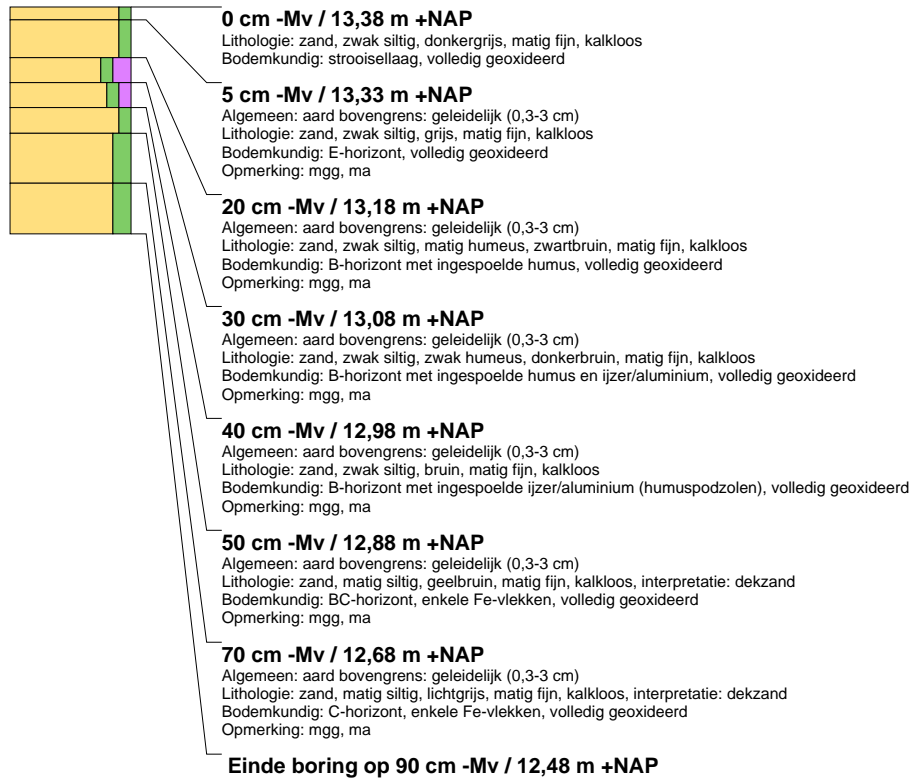 0 cm -Mv / 13,38 m +NAP
Lithologie: zand, zwak siltig, donkergrijs, matig fijn, kalkloos
Bodemkundig: strooisellaag, volledig geoxideerd
5 cm -Mv / 13,33 m +NAP
Algemeen: aard bovengrens: geleidelijk (0,3-3 cm)
Lithologie: zand, zwak siltig, grijs, matig fijn, kalkloos
Bodemkundig: E-horizont, volledig geoxideerd
Opmerking: mgg, ma
20 cm -Mv / 13,18 m +NAP
Algemeen: aard bovengrens: geleidelijk (0,3-3 cm)
Lithologie: zand, zwak siltig, matig humeus, zwartbruin, matig fijn, kalkloos
Bodemkundig: B-horizont met ingespoelde humus, volledig geoxideerd
Opmerking: mgg, ma
30 cm -Mv / 13,08 m +NAP
Algemeen: aard bovengrens: geleidelijk (0,3-3 cm)
Lithologie: zand, zwak siltig, zwak humeus, donkerbruin, matig fijn, kalkloos
Bodemkundig: B-horizont met ingespoelde humus en ijzer/aluminium, volledig geoxideerd
Opmerking: mgg, ma
40 cm -Mv / 12,98 m +NAP
Algemeen: aard bovengrens: geleidelijk (0,3-3 cm)
Lithologie: zand, zwak siltig, bruin, matig fijn, kalkloos
Bodemkundig: B-horizont met ingespoelde ijzer/aluminium (humuspodzolen), volledig geoxideerd
Opmerking: mgg, ma
50 cm -Mv / 12,88 m +NAP
Algemeen: aard bovengrens: geleidelijk (0,3-3 cm)
Lithologie: zand, matig siltig, geelbruin, matig fijn, kalkloos, interpretatie: dekzand
Bodemkundig: BC-horizont, enkele Fe-vlekken, volledig geoxideerd
Opmerking: mgg, ma
70 cm -Mv / 12,68 m +NAP
Algemeen: aard bovengrens: geleidelijk (0,3-3 cm)
Lithologie: zand, matig siltig, lichtgrijs, matig fijn, kalkloos, interpretatie: dekzand
Bodemkundig: C-horizont, enkele Fe-vlekken, volledig geoxideerd
Opmerking: mgg, ma
Einde boring op 90 cm -Mv / 12,48 m +NAP